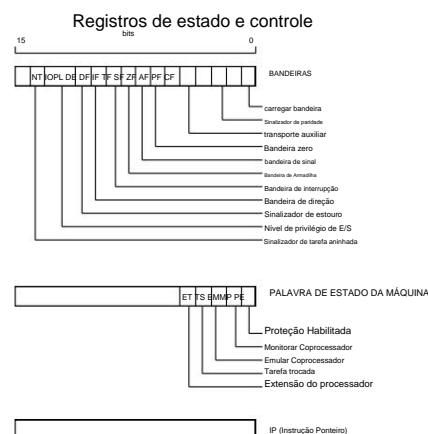 Registros de estado e controle
bits
15 0
NT IOPL DE DF IF TF SF ZF AF PF CF
BANDEIRAS
carregar bandeira
Sinalizador de paridade
transporte auxiliar
Bandeira zero
bandeira de sinal
Bandeira de Armadilha
Bandeira de interrupção
Bandeira de direção
Sinalizador de estouro
Nível de privilégio de E/S
Sinalizador de tarefa aninhada
ET TS EMMP PE
PALAVRA DE ESTADO DA MÁQUINA
Proteção Habilitada
Monitorar Coprocessador
Emular Coprocessador
Tarefa trocada
Extensão do processador
IP (Instrução Ponteiro)